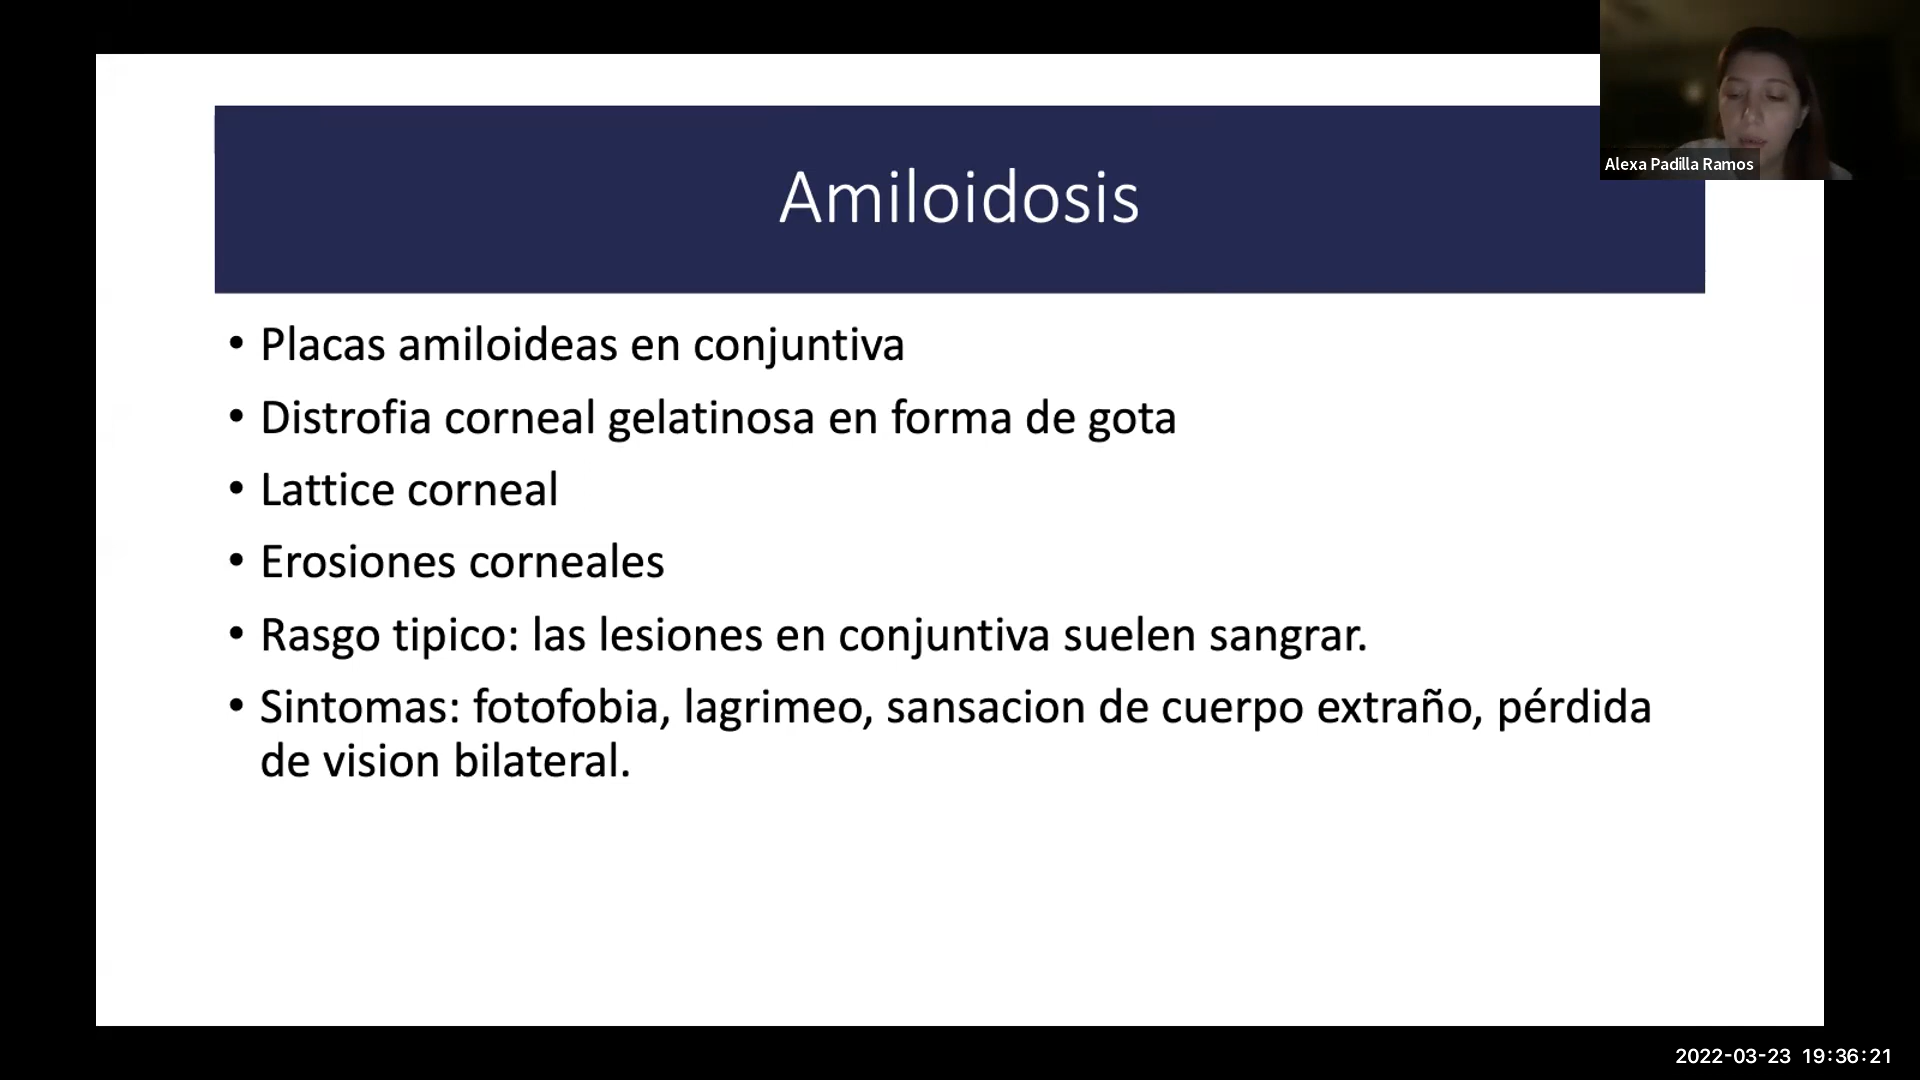 Alexa Padilla Ramos
Amiloidosis
• Placas amiloideas en conjuntiva
• Distrofia corneal gelatinosa en forma de gota
• Lattice corneal
• Erosiones corneales
• Rasgo tipico: las lesiones en conjuntiva suelen sangrar.
• Sintomas: fotofobia, lagrimeo, sansacion de cuerpo extraño, pérdida
de vision bilateral.
2022-03-23 19:36:21